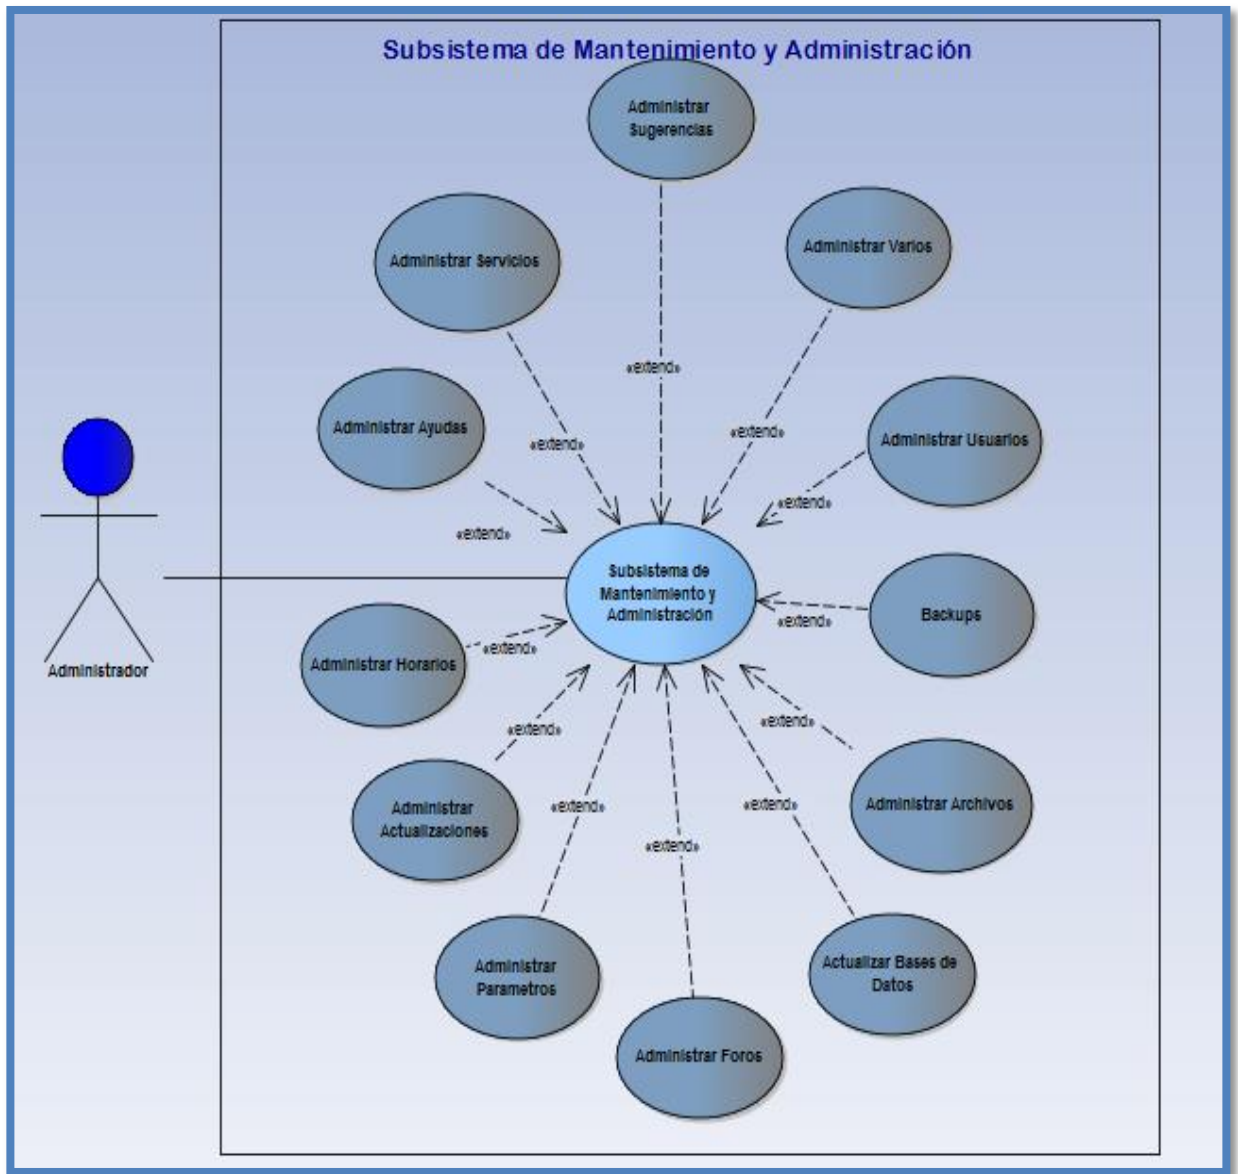 Subsistema de Mantenimiento y Administración
Administrar
Sugerencias
Administrar Servicios
Administrar Varios
«extend»
Administrar Ayudas
«extend»
«extend»
Administrar Usuarios
«extend»
«extend»
Subsistema de
Mantenimiento y
Administración
Backups
«extend»
Administrador
Administrar Horarios
«extend»
«extend»
«extend»
Administrar
Actualizaciones
«extend»
«extend»
Administrar Archivos
«extend»
Administrar
Parametros
Actualizar Bases de
Datos
Administrar Foros